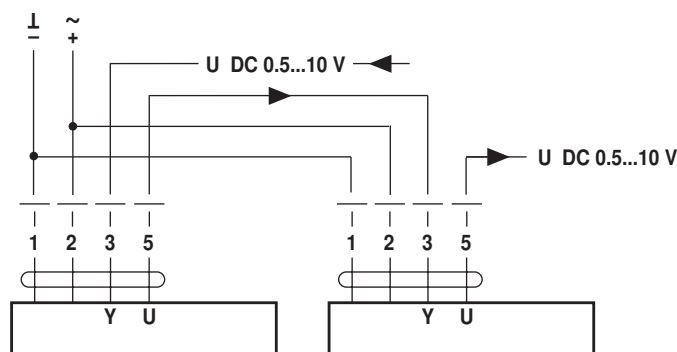 ⊥ ~
– +
U DC 0.5...10 V
U DC 0.5...10 V
1 2 3 5 1 2 3 5
Y U Y U